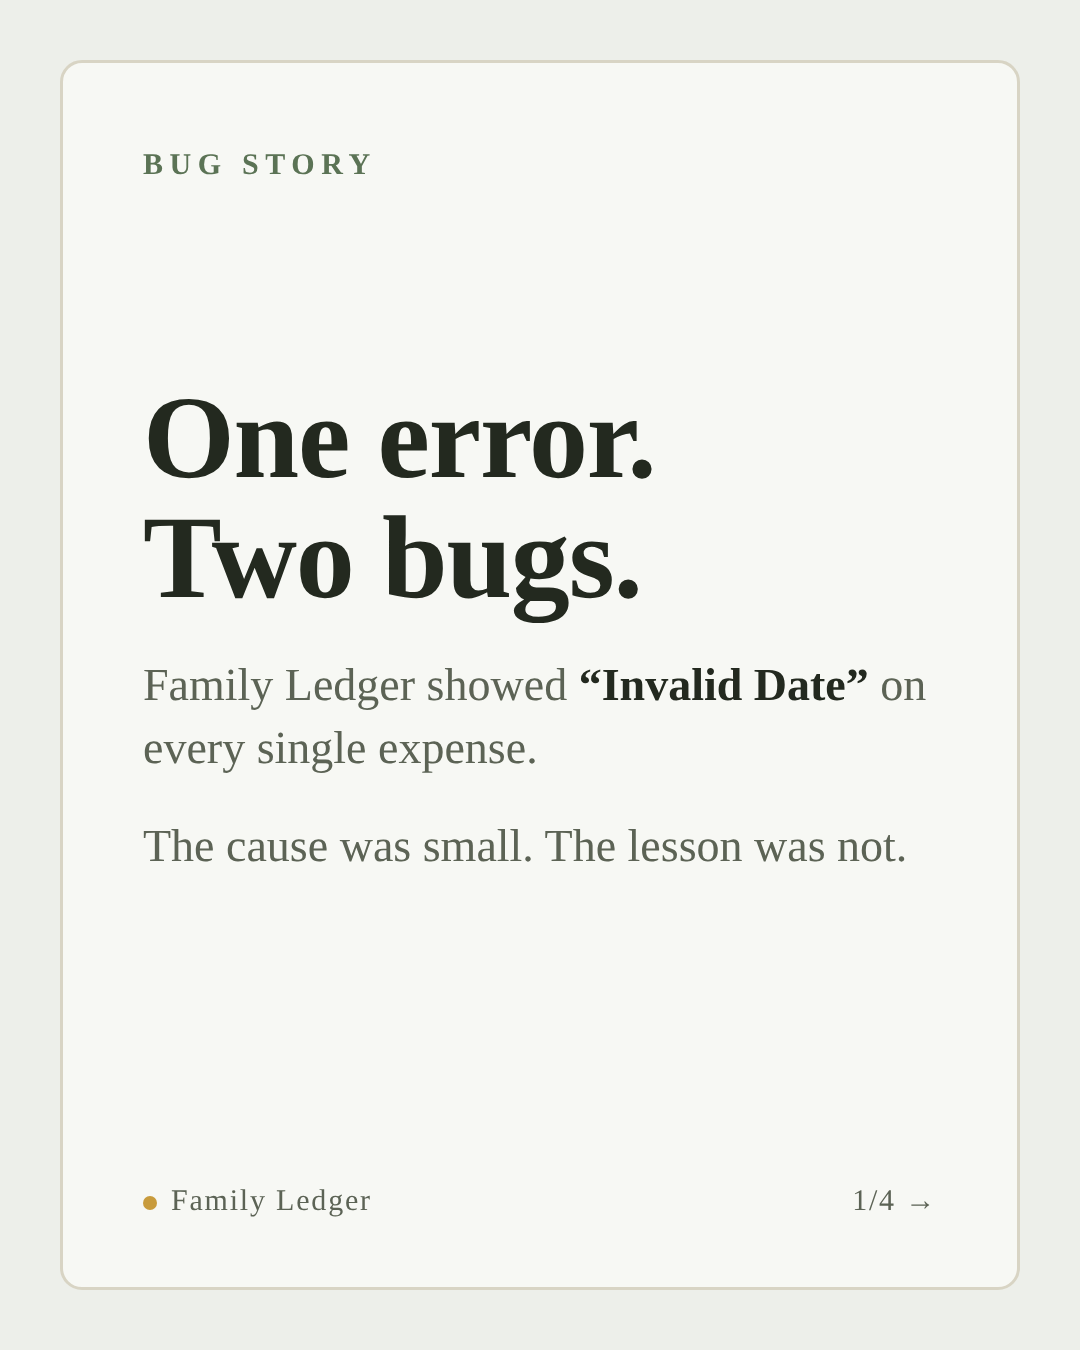 BUG STORY
One error.
Two bugs.
Family Ledger showed “Invalid Date” on
every single expense.
The cause was small. The lesson was not.
Family Ledger
1/4 →